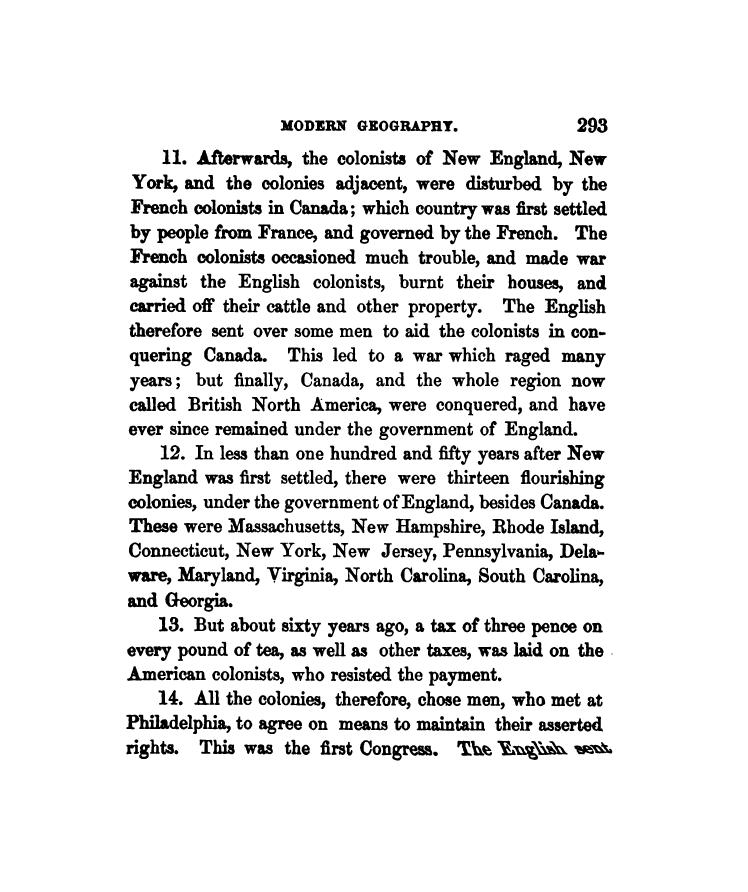 MODERN GEOGRAPHY. 293
11. Afterwards, the colonists of New England, New
York, and the colonies adjacent, were disturbed by the
French colonists in Canada; which country was first settled
by people from France, and governed by the French. The
French colonists occasioned much trouble, and made war
against the English colonists, burnt their houses, and
carried off their cattle and other property. The English
therefore sent over some men to aid the colonists in con-
quering Canada. This led to a war which raged many
years; but finally, Canada, and the whole region now
called British North America, were conquered, and have
ever since remained under the government of England.
12. In less than one hundred and fifty years after New
England was first settled, there were thirteen flourishing
colonies, under the government of England, besides Canada.
These were Massachusetts, New Hampshire, Rhode Island,
Connecticut, New York, New Jersey, Pennsylvania, Dela-
ware, Maryland, Virginia, North Carolina, South Carolina,
and Georgia.
13. But about sixty years ago, a tax of three pence on
every pound of tea, as well as other taxes, was laid on the
American colonists, who resisted the payment.
14. All the colonies, therefore, chose men, who met at
Philadelphia, to agree on means to maintain their asserted
rights. This was the first Congress. The English sent